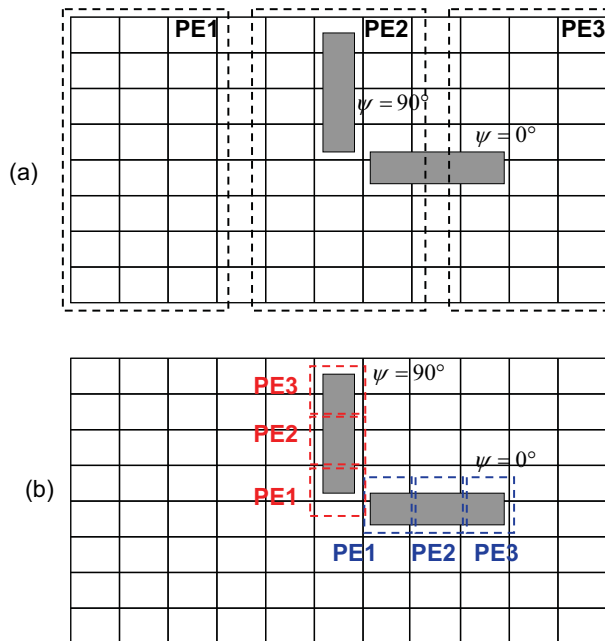 PE1 PE2 PE3
ψ = 90°
ψ = 0°
(a)
ψ = 90°
PE3
PE2
ψ = 0°
(b)
PE1
PE1 PE2 PE3